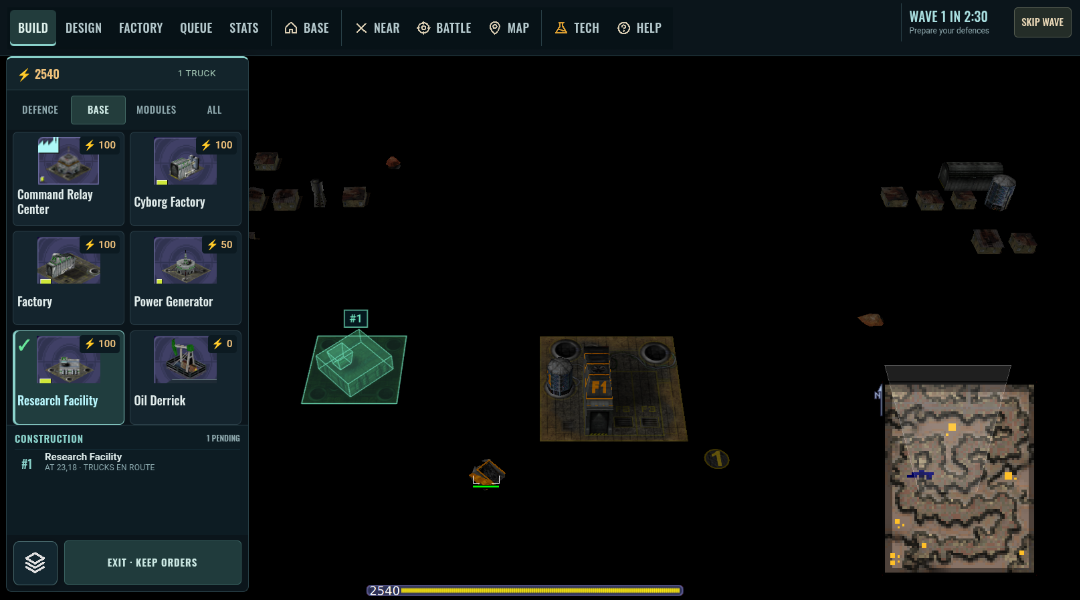 BUILD
DESIGN
FACTORY
QUEUE
STATS
BASE
NEAR
BATTLE
MAP
TECH
HELP
WAVE 1 IN 2:30
Prepare your defences
SKIP WAVE
2540
1 TRUCK
DEFENCE
BASE
MODULES
ALL
100
Command Relay
Center
100
Cyborg Factory
100
Factory
50
Power Generator
100
Research Facility
0
Oil Derrick
CONSTRUCTION
1 PENDING
#1
Research Facility
AT 23,18 · TRUCKS EN ROUTE
EXIT · KEEP ORDERS
#1
F1
1
N
2540